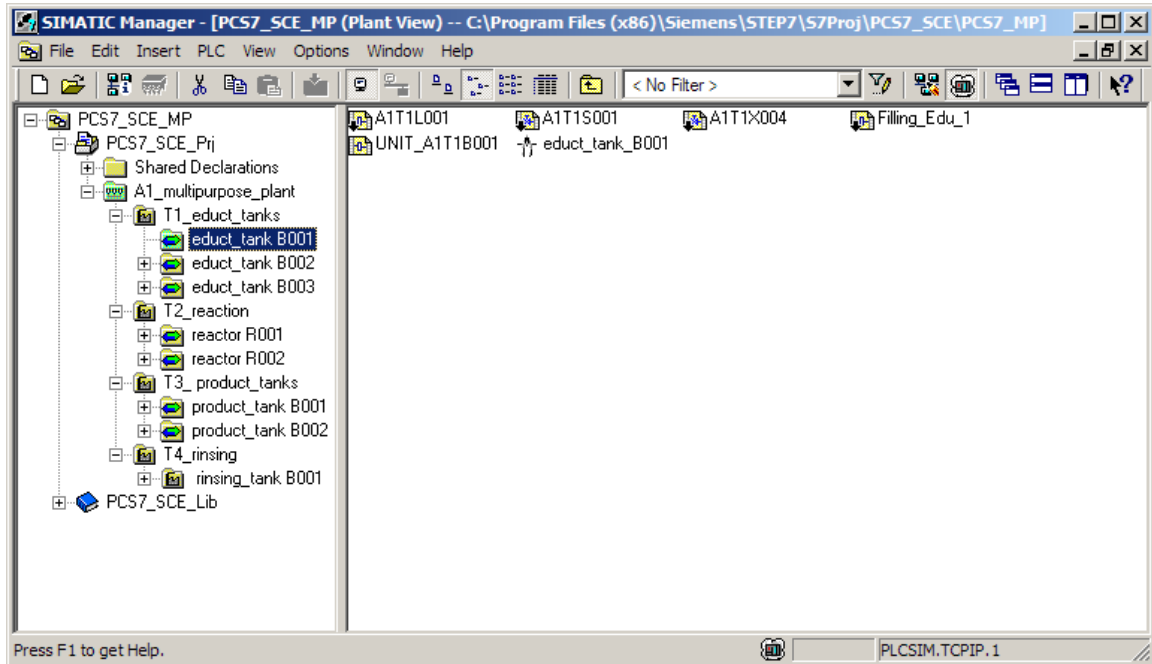 SIMATIC Manager - [PCS7_SCE_MP (Plant View) -- C:\Program Files (x86)\Siemens\STEP7\S7Proj\PCS7_SCE\PCS7_MP]
File Edit Insert PLC View Options Window Help
< No Filter >
PCS7_SCE_MP
PCS7_SCE_Prj
Shared Declarations
A1_multipurpose_plant
T1_educt_tanks
educt_tank B001
educt_tank B002
educt_tank B003
T2_reaction
reactor R001
reactor R002
T3_ product_tanks
product_tank B001
product_tank B002
T4_rinsing
rinsing_tank B001
PCS7_SCE_Lib
A1T1L001 A1T1S001 A1T1X004 Filling_Edu_1
UNIT_A1T1B001 educt_tank_B001
Press F1 to get Help. PLCSIM.TCPIP.1